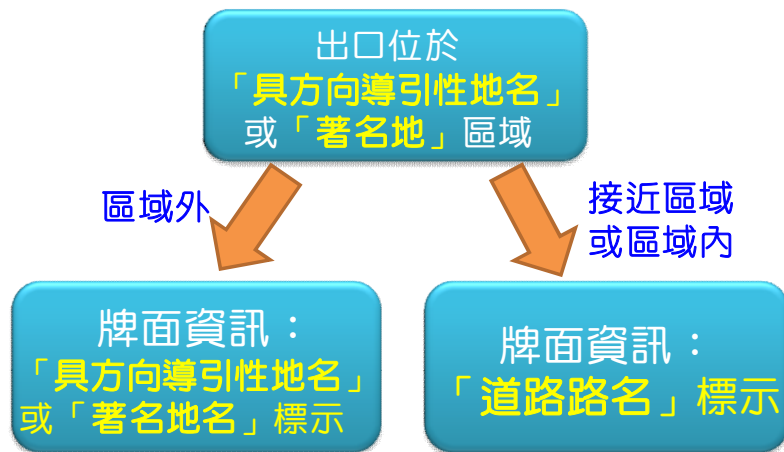 出口位於
「具方向導引性地名」
或「著名地」區域
區域外
接近區域
或區域內
牌面資訊：
「具方向導引性地名」
或「著名地名」標示
牌面資訊：
「道路路名」標示